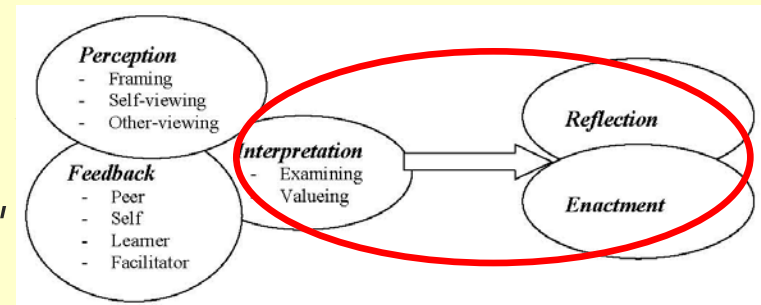 Perception
- Framing
- Self-viewing
- Other-viewing
Feedback
- Peer
- Self
- Learner
- Facilitator
Interpretation
- Examining
Valueing
Reflection
Enactment